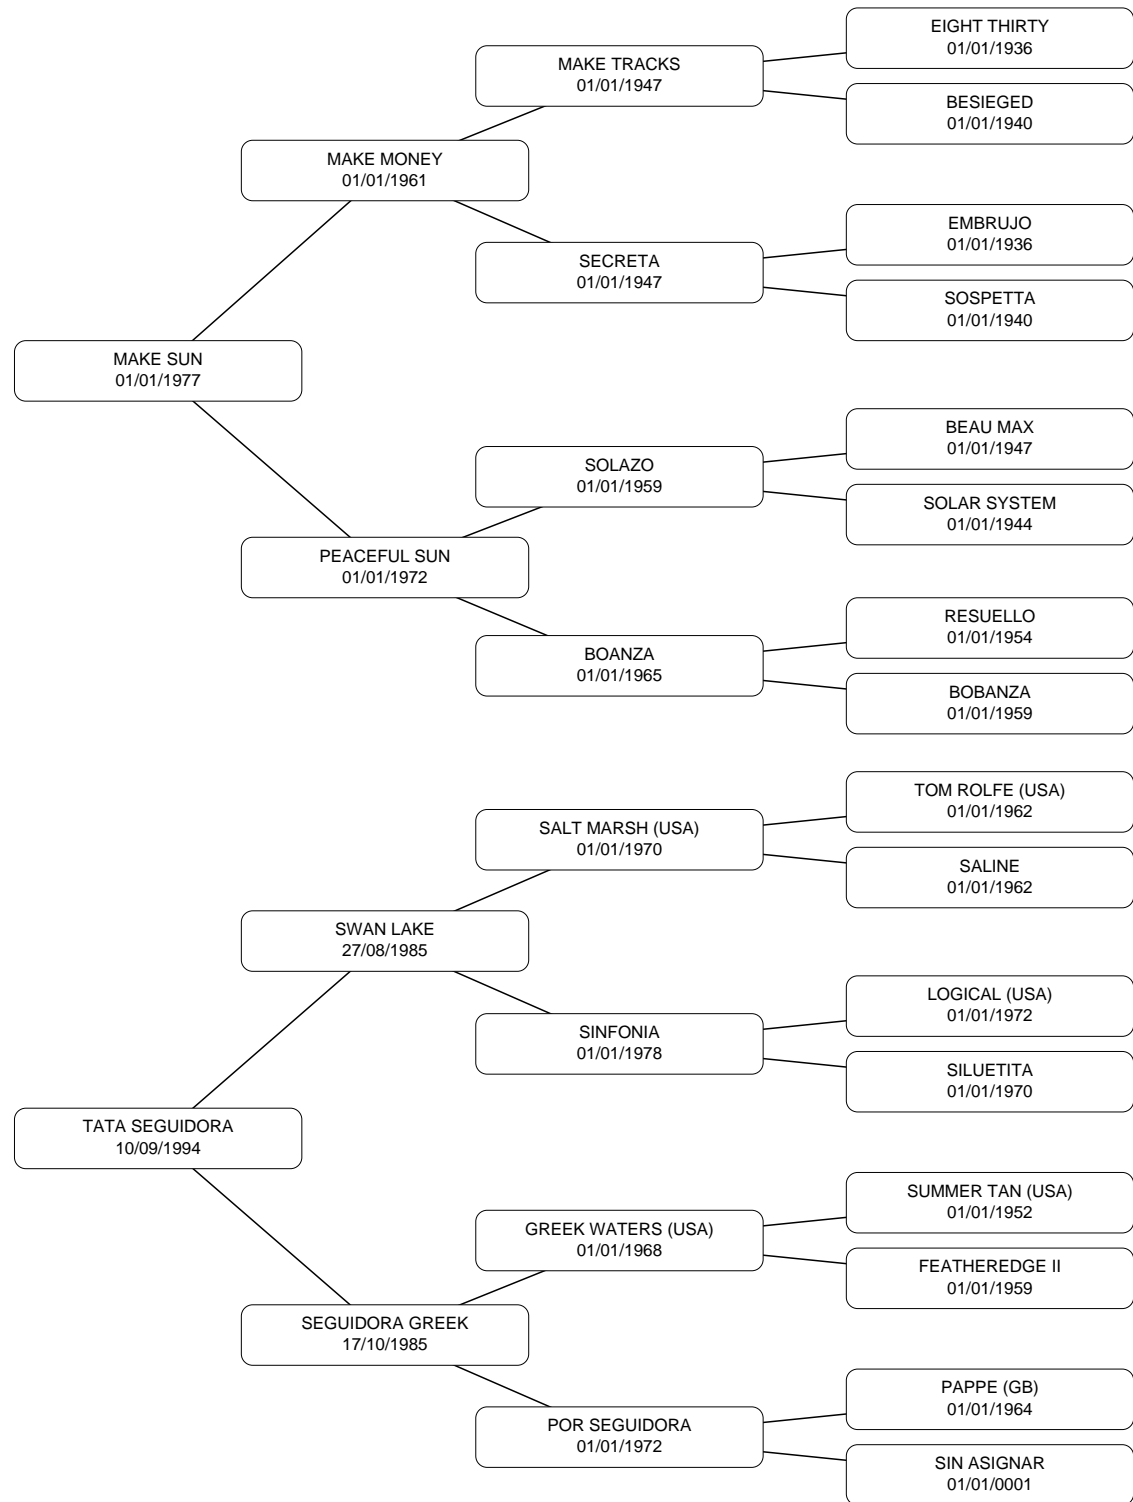 EIGHT THIRTY
01/01/1936
MAKE TRACKS
01/01/1947
BESIEGED
01/01/1940
MAKE MONEY
01/01/1961
EMBRUJO
01/01/1936
SECRETA
01/01/1947
SOSPETTA
01/01/1940
MAKE SUN
01/01/1977
BEAU MAX
01/01/1947
SOLAZO
01/01/1959
SOLAR SYSTEM
01/01/1944
PEACEFUL SUN
01/01/1972
RESUELLO
01/01/1954
BOANZA
01/01/1965
BOBANZA
01/01/1959
TOM ROLFE (USA)
01/01/1962
SALT MARSH (USA)
01/01/1970
SALINE
01/01/1962
SWAN LAKE
27/08/1985
LOGICAL (USA)
01/01/1972
SINFONIA
01/01/1978
SILUETITA
01/01/1970
TATA SEGUIDORA
10/09/1994
SUMMER TAN (USA)
01/01/1952
GREEK WATERS (USA)
01/01/1968
FEATHEREDGE II
01/01/1959
SEGUIDORA GREEK
17/10/1985
PAPPE (GB)
01/01/1964
POR SEGUIDORA
01/01/1972
SIN ASIGNAR
01/01/0001